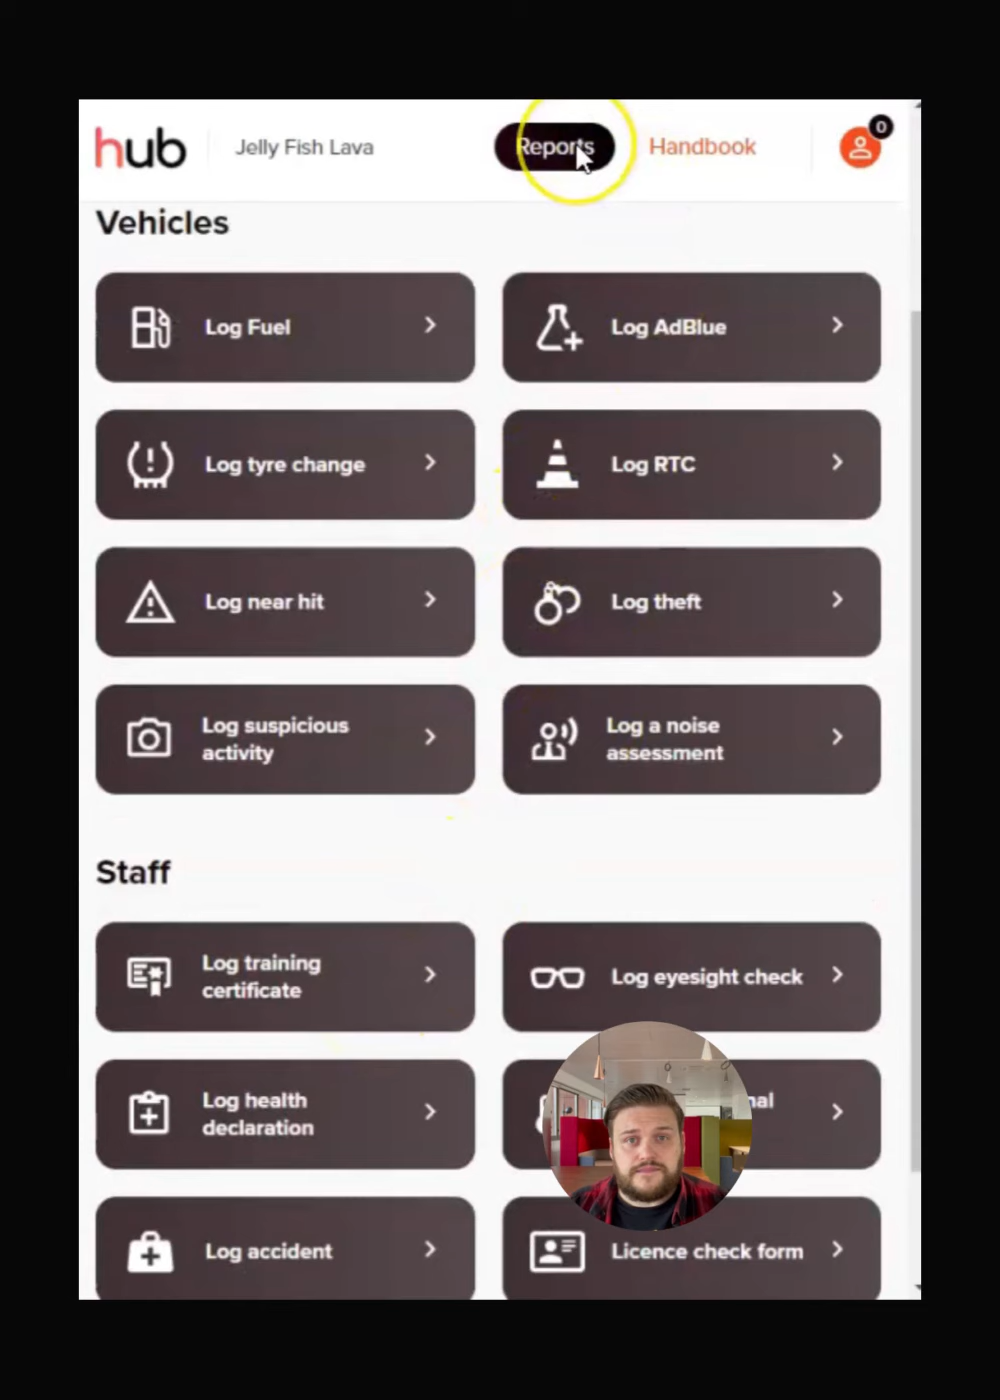 hub
Jelly Fish Lava
Reports
Handbook
0
Vehicles
Log Fuel
Log AdBlue
Log tyre change
Log RTC
Log near hit
Log theft
Log suspicious
activity
Log a noise
assessment
Staff
Log training
certificate
Log eyesight check
Log health
declaration
Log accident
Licence check form